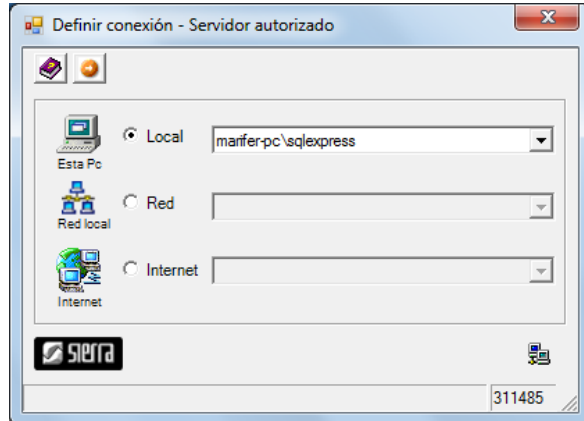 Definir conexión - Servidor autorizado
Local
marifer-pc\sqlexpress
Esta Pc
Red
Red local
Internet
Internet
sierra
311485